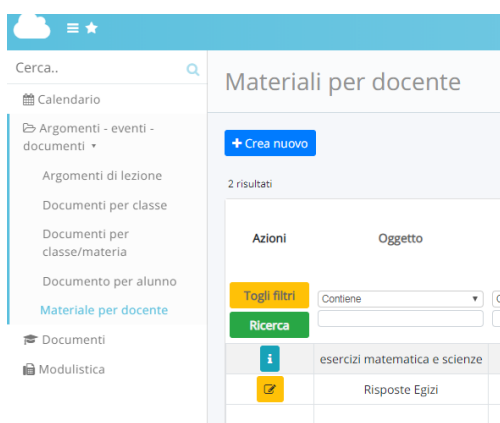 Cerca..
Materiali per docente
Calendario
Argomenti - eventi -
documenti
Crea nuovo
Argomenti di lezione
2 risultati
Documenti per classe
Documenti per
classe/materia
Azioni
Oggetto
Documento per alunno
Togli filtri
Contiene
Materiale per docente
Ricerca
Documenti
i
esercizi matematica e scienze
Modulistica
Risposte Egizi